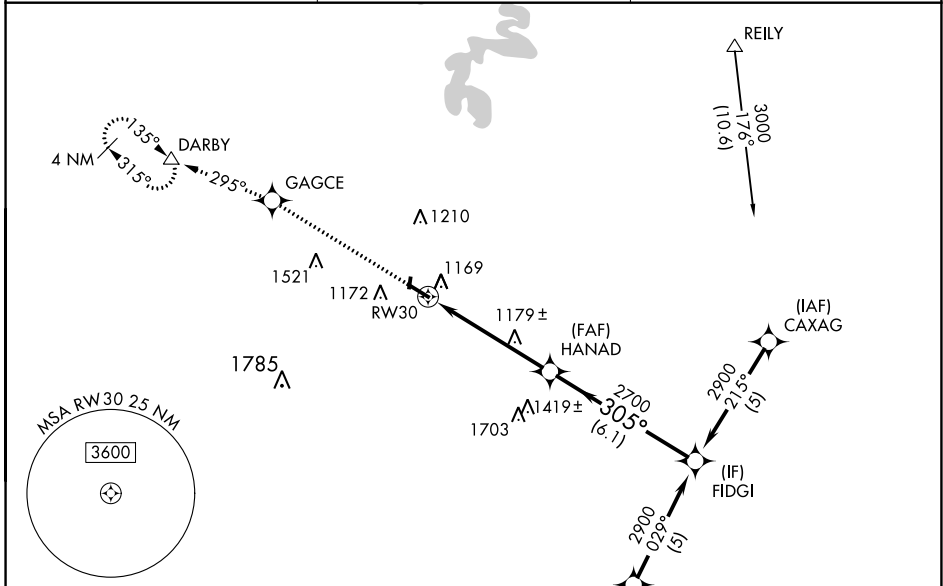 REILY
3000
176°
(10.6)
135°
DARBY
4 NM
315°
295°
GAGCE
1210
1521
1169
1172
RW30
1179 ±
(FAF)
HANAD
(IAF)
CAXAG
1785
2900
215°
(5)
2700
305°
(6.1)
1419 ±
1703
MSA RW30 25 NM
3600
(IF)
FIDGI
2900
029°
(5)